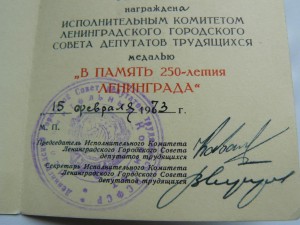 награждена
ИСПОЛНИТЕЛЬНЫМ КОМИТЕТОМ
ЛЕНИНГРАДСКОГО ГОРОДСКОГО
СОВЕТА ДЕПУТАТОВ ТРУДЯЩИХСЯ
медалью
„В ПАМЯТЬ 250-летия
ЛЕНИНГРАДА“
15 февраля 1973 г.
М. П.
Председатель Исполнительного Комитета
Ленинградского Городского Совета
депутатов трудящихся
Секретарь Исполнительного Комитета
Ленинградского Городского Совета
депутатов трудящихся